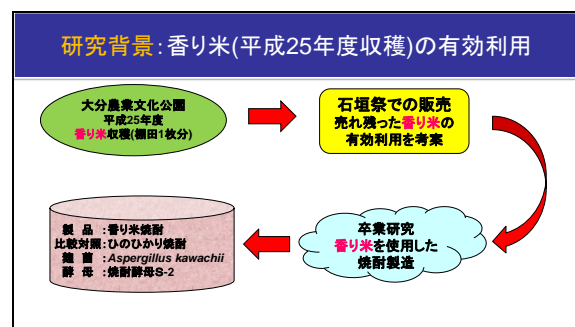 研究背景:香り米(平成25年度収穫)の有効利用
大分農業文化公園
平成25年度
香り米収穫(棚田1枚分)
石垣祭での販売
売れ残った香り米の
有効利用を考案
卒業研究
香り米を使用した
焼酎製造
製 品 :香り米焼酎
比較対照:ひのひかり焼酎
麹 菌 :Aspergillus kawachii
酵 母 :焼酎酵母S-2